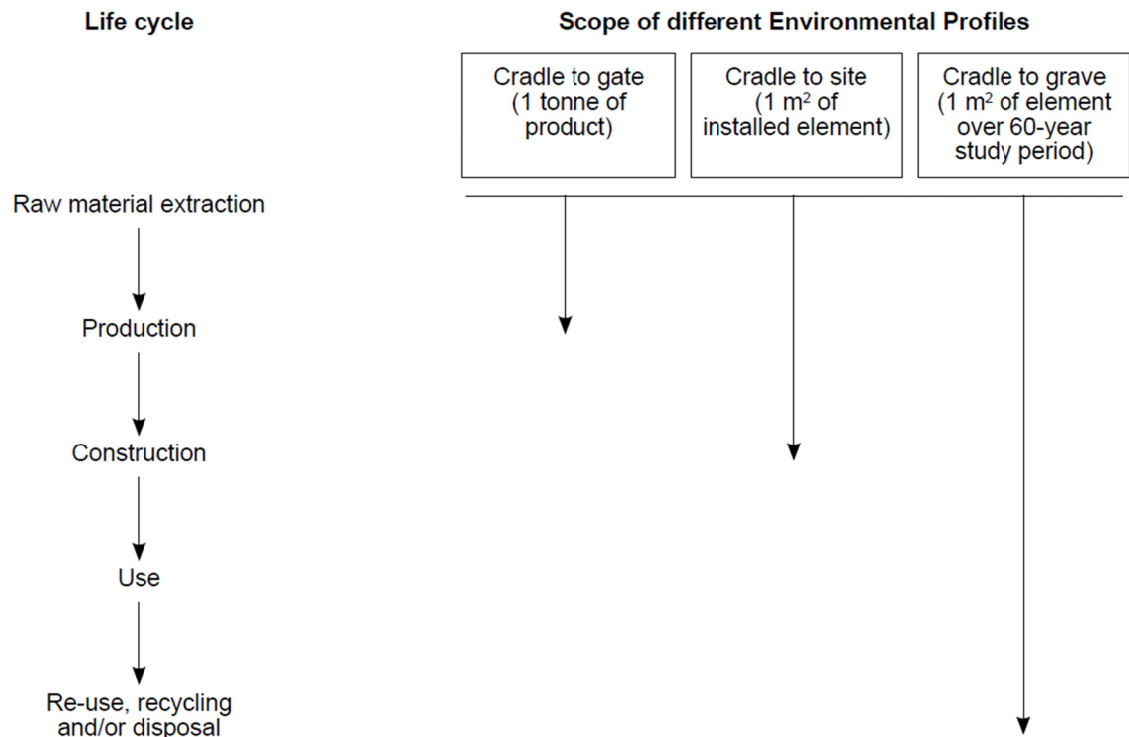 Life cycle
Scope of different Environmental Profiles
Cradle to gate
(1 tonne of
product)
Cradle to site
(1 m² of
installed element)
Cradle to grave
(1 m² of element
over 60-year
study period)
Raw material extraction
Production
Construction
Use
Re-use, recycling
and/or disposal